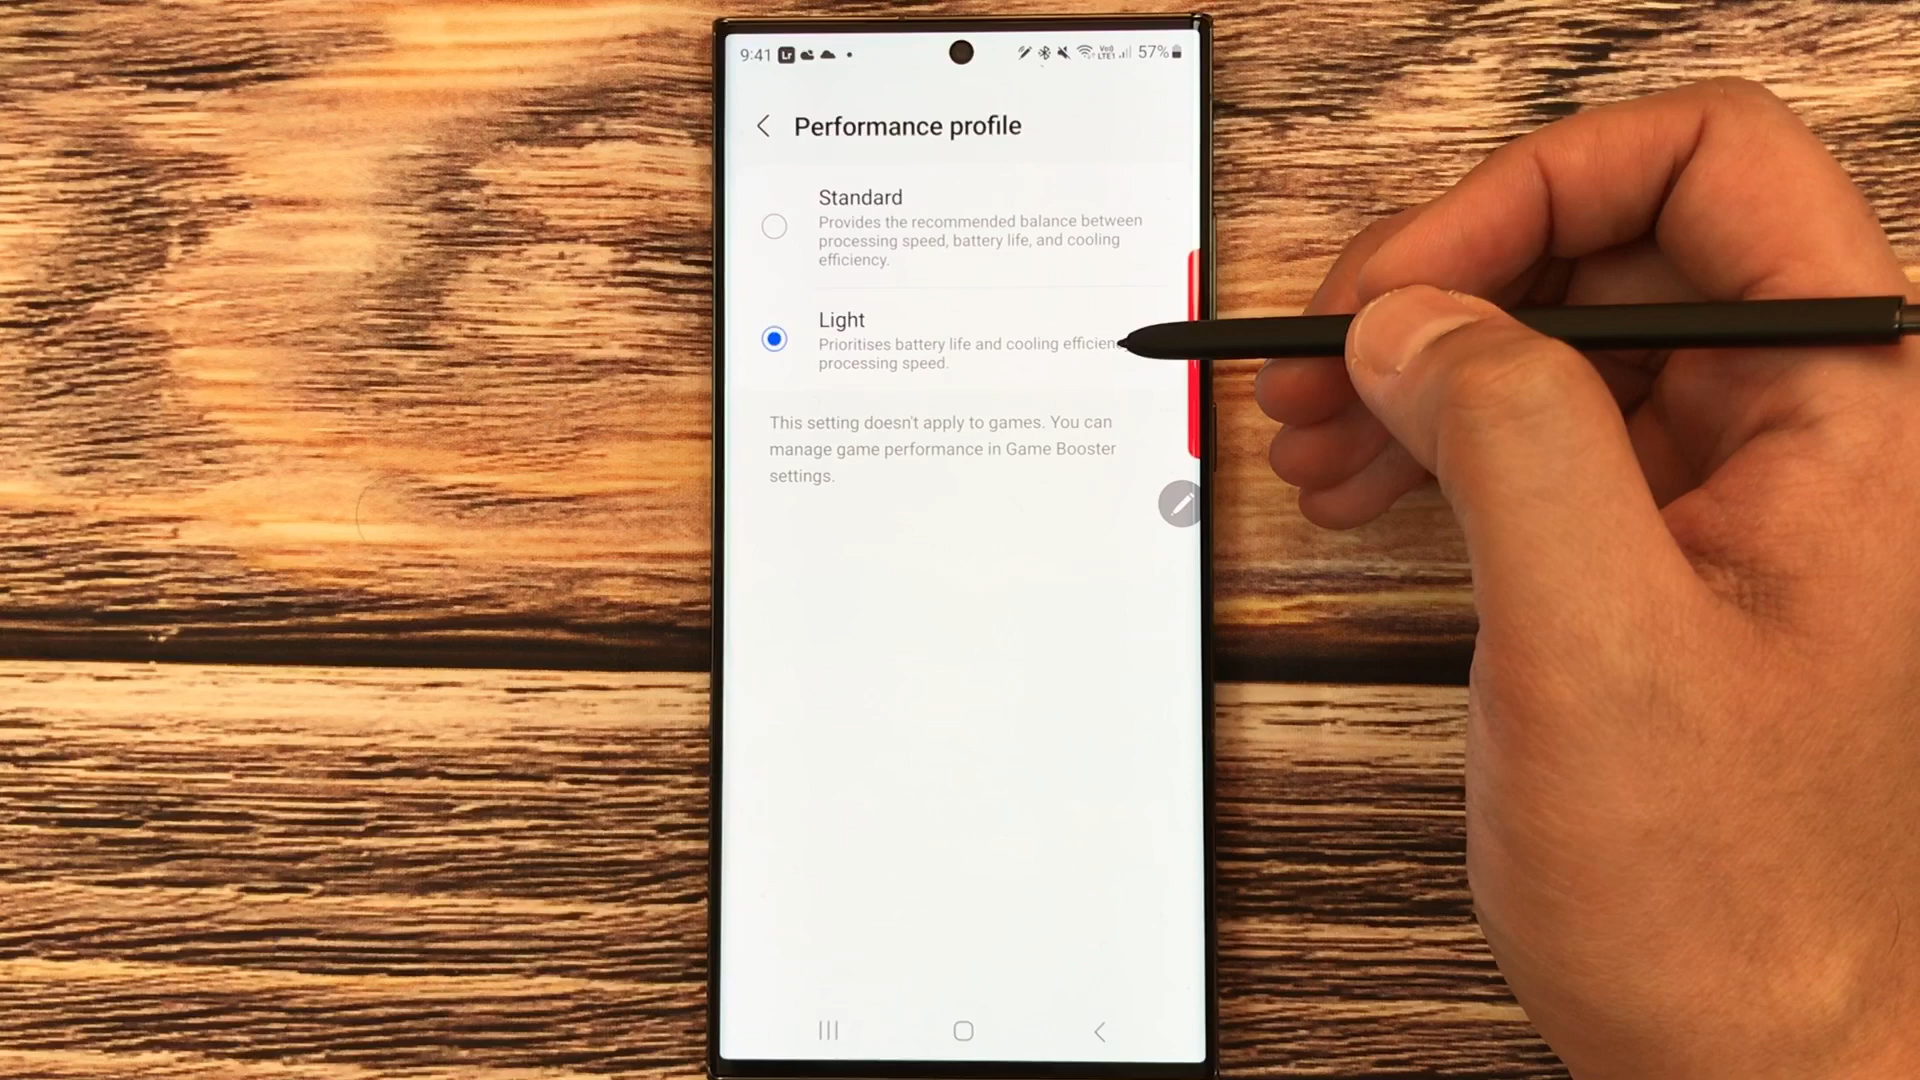 9:41 Lr 57%
Performance profile
Standard
Provides the recommended balance between
processing speed, battery life, and cooling
efficiency.
Light
Prioritises battery life and cooling efficien
processing speed.
This setting doesn't apply to games. You can
manage game performance in Game Booster
settings.